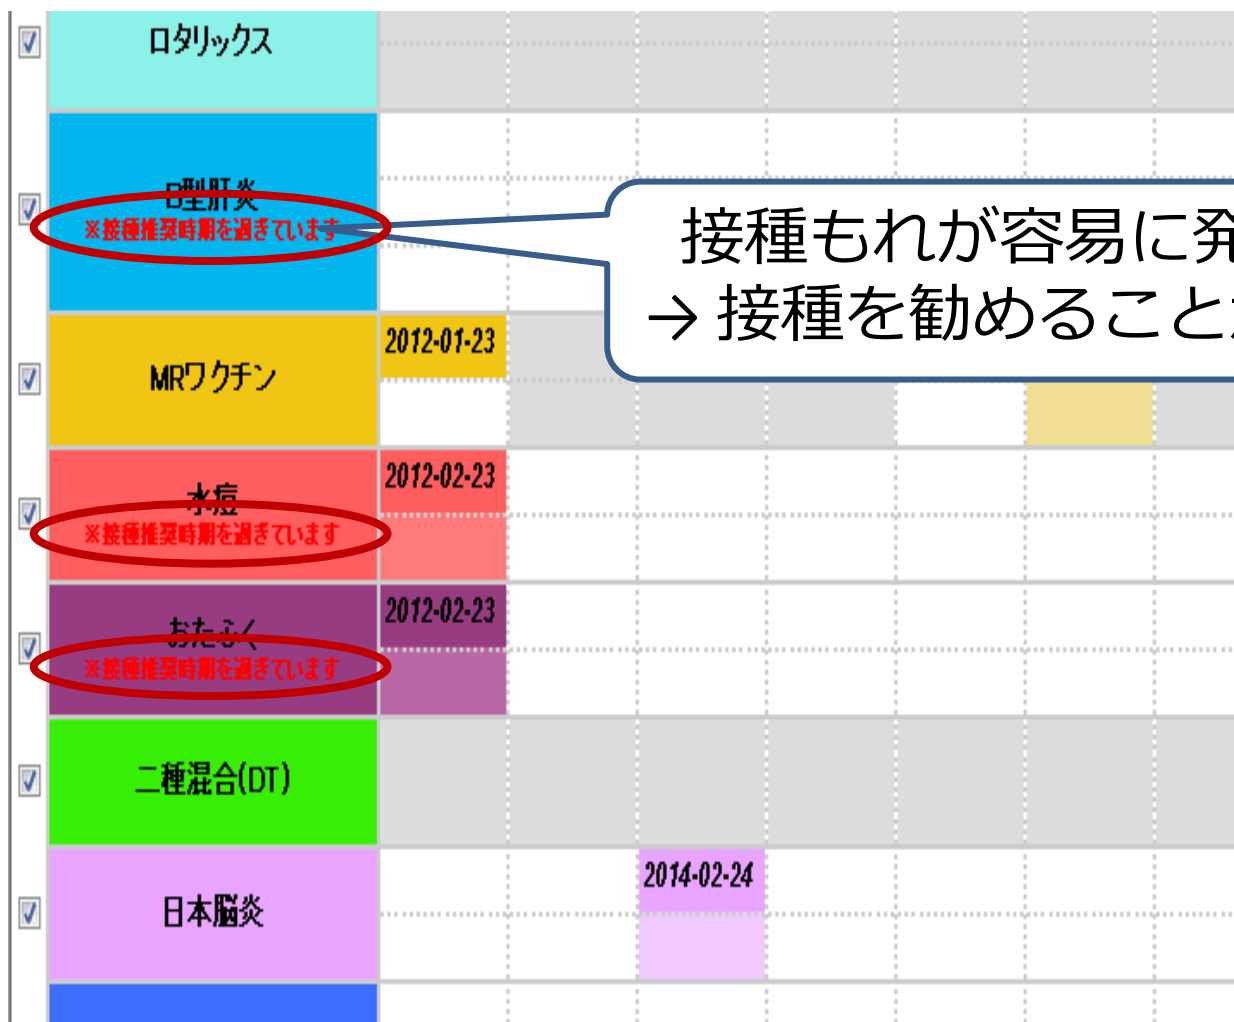 ロタリックス
B型肝炎
※接種推奨時期を過ぎています
接種もれが容易に発
→ 接種を勧めること
MRワクチン
2012-01-23
水痘
※接種推奨時期を過ぎています
2012-02-23
おたふく
※接種推奨時期を過ぎています
2012-02-23
二種混合(DT)
日本脳炎
2014-02-24